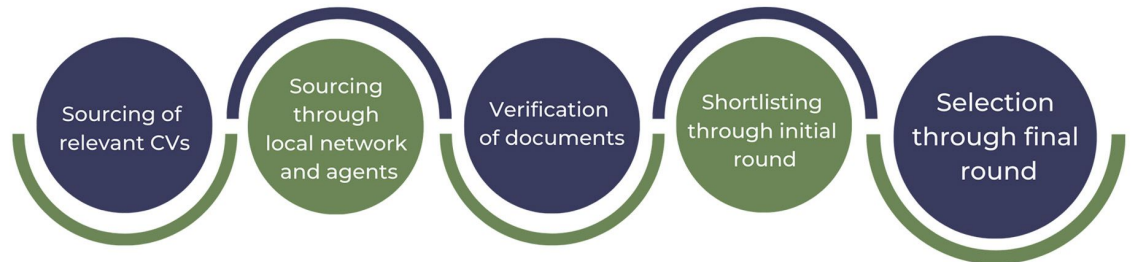 Sourcing of
relevant CVs
Sourcing
through
local network
and agents
Verification
of documents
Shortlisting
through initial
round
Selection
through final
round